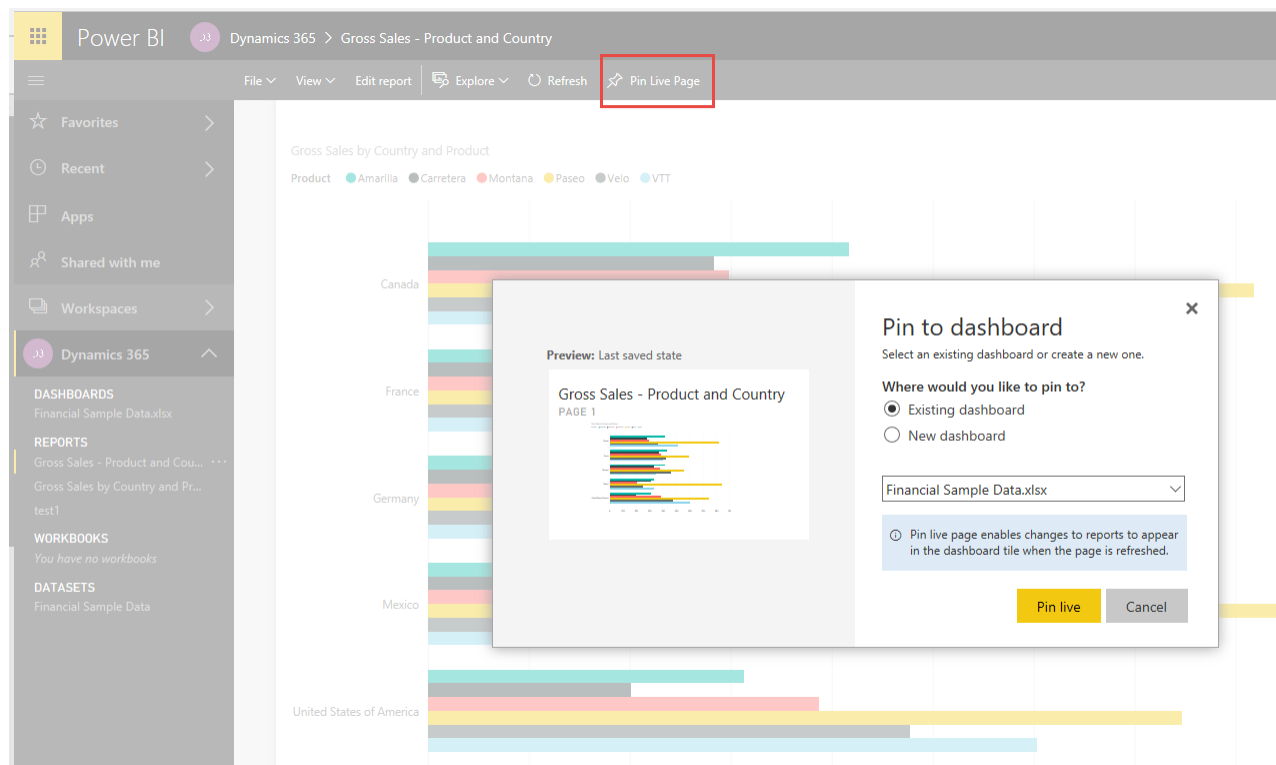 Power BI
Dynamics 365 > Gross Sales - Product and Country
File View Edit report Explore Refresh Pin Live Page
Favorites
Recent
Apps
Shared with me
Workspaces
Dynamics 365
DASHBOARDS
Financial Sample Data.xlsx
REPORTS
Gross Sales - Product and Cou... ...
Gross Sales by Country and Pr...
test1
WORKBOOKS
You have no workbooks
DATASETS
Financial Sample Data
Gross Sales by Country and Product
Product Amarilla Carretera Montana Paseo Velo VTT
Canada
France
Germany
Mexico
United States of America
Preview: Last saved state
Gross Sales - Product and Country
PAGE 1
Pin to dashboard
Select an existing dashboard or create a new one.
Where would you like to pin to?
Existing dashboard
New dashboard
Financial Sample Data.xlsx
Pin live page enables changes to reports to appear
in the dashboard tile when the page is refreshed.
Pin live Cancel